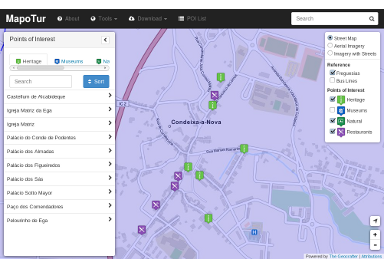 MapoTur
About
Tools
Download
POI List
Search
Points of Interest
Heritage
Museums
Na
Search
Sort
Castellum de Alcabideque
Igreja Matriz da Ega
Igreja Matriz
Palácio do Conde de Podentes
Palácio dos Almadas
Palácio dos Figueiredos
Palácio dos Sás
Palácio Sotto Mayor
Paço dos Comendadores
Pelourinho de Ega
Condeixa-a-Nova
Street Map
Aerial Imagery
Imagery with Streets
Reference
Freguesias
Bus Lines
Points of Interest
Heritage
Museums
Natural
Restaurants
+
-
Powered by The Geocrafter | Attributions